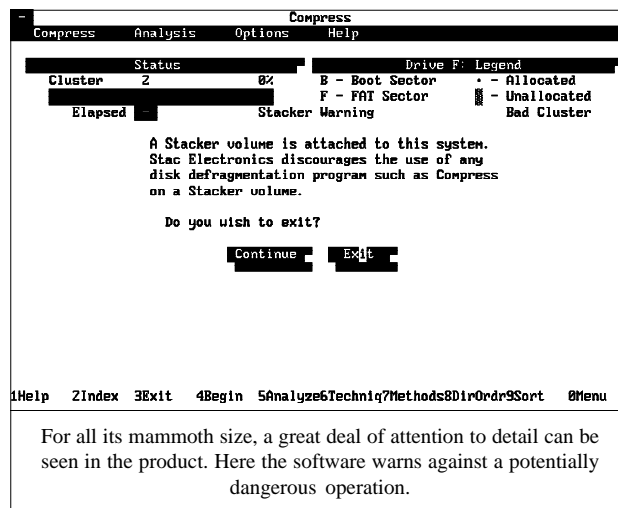 Compress
Compress Analysis Options Help
Status
Drive F: Legend
Cluster 2 0%
B - Boot Sector · - Allocated
F - FAT Sector ▒ - Unallocated
Elapsed - Stacker Warning Bad Cluster
A Stacker volume is attached to this system.
Stac Electronics discourages the use of any
disk defragmentation program such as Compress
on a Stacker volume.
Do you wish to exit?
Continue Exit
1Help 2Index 3Exit 4Begin 5Analyze6Techniq7Methods8DirOrdr9Sort 0Menu
For all its mammoth size, a great deal of attention to detail can be
seen in the product. Here the software warns against a potentially
dangerous operation.